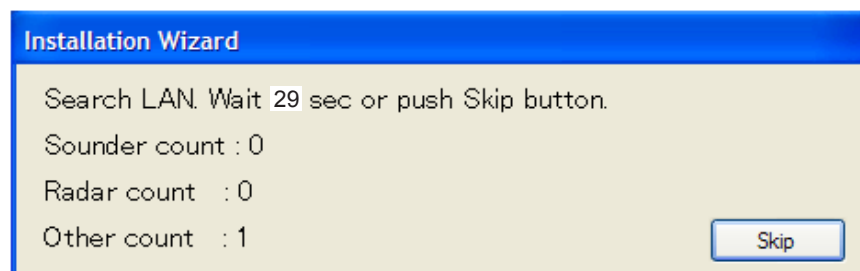 Installation Wizard
Search LAN. Wait 29 sec or push Skip button.
Sounder count : 0
Radar count : 0
Other count : 1
Skip